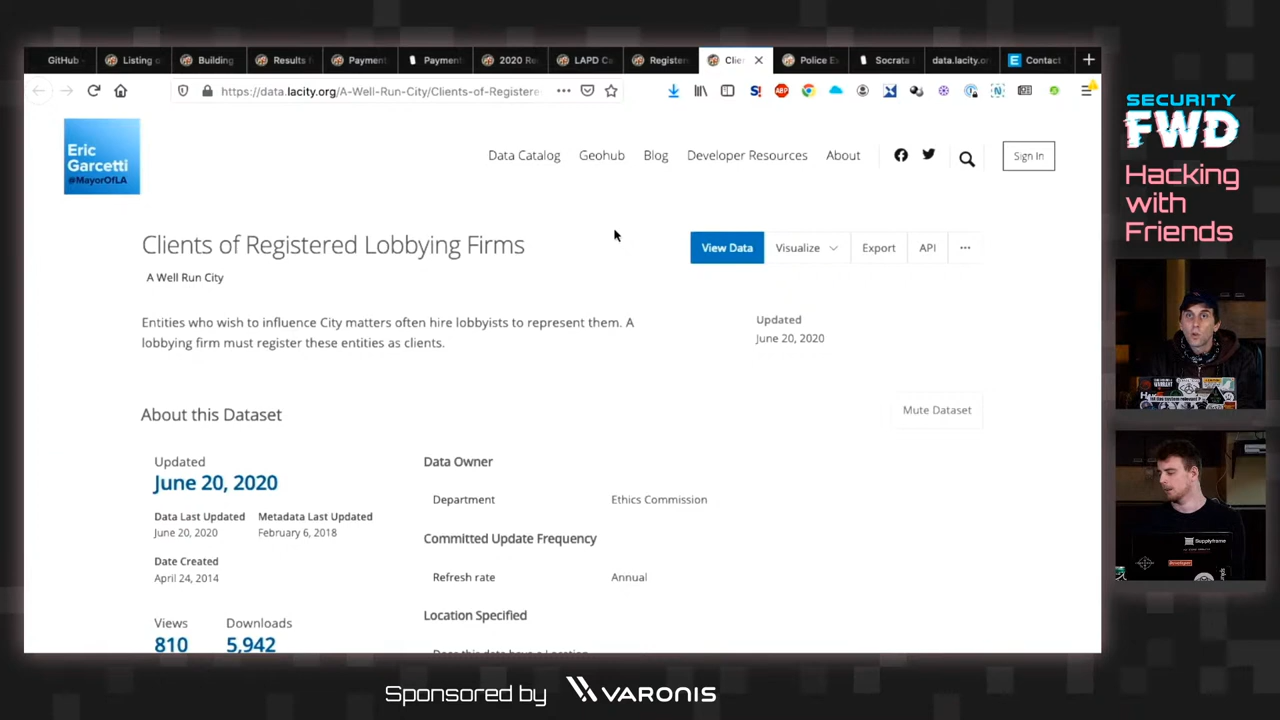 GitHub
Listing o
Building
Results f
Payment
Payment
2020 Re
LAPD Ca
Registere
Clie
Police E
Socrata
data.lacity.o
Contact
https://data.lacity.org/A-Well-Run-City/Clients-of-Registere
Eric
Garcetti
@MayorOfLA
Data Catalog
Geohub
Blog
Developer Resources
About
Sign In
Clients of Registered Lobbying Firms
View Data
Visualize
Export
API
A Well Run City
Entities who wish to influence City matters often hire lobbyists to represent them. A
lobbying firm must register these entities as clients.
Updated
June 20, 2020
About this Dataset
Mute Dataset
Updated
June 20, 2020
Data Last Updated
Metadata Last Updated
June 20, 2020
February 6, 2018
Date Created
April 24, 2014
Views
Downloads
810
5,942
Data Owner
Department
Ethics Commission
Committed Update Frequency
Refresh rate
Annual
Location Specified
SECURITY
FWD
Hacking
with
Friends
Supplyframe
Sponsored by
VARONIS